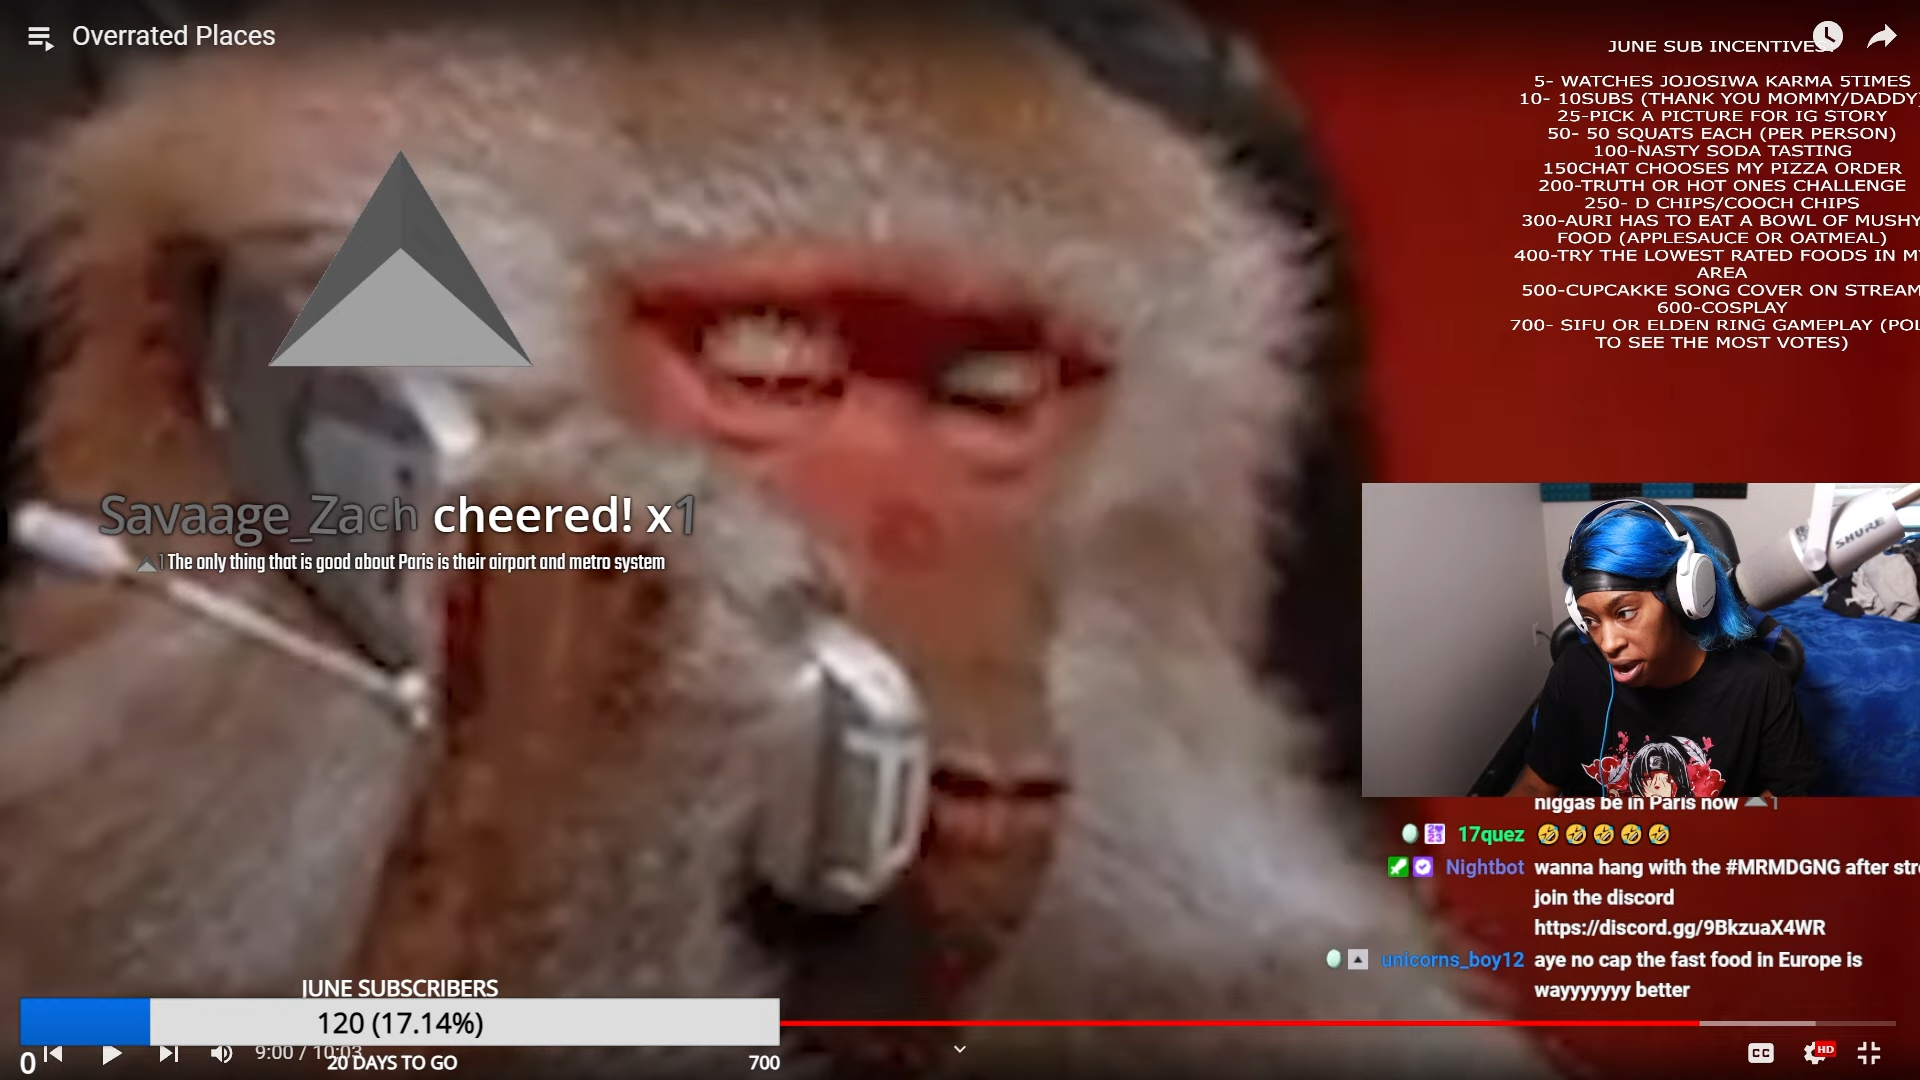 Overrated Places
JUNE SUB INCENTIVES
5- WATCHES JOJOSIWA KARMA 5TIMES
10- 10SUBS (THANK YOU MOMMY/DADDY)
25-PICK A PICTURE FOR IG STORY
50- 50 SQUATS EACH (PER PERSON)
100-NASTY SODA TASTING
150CHAT CHOOSES MY PIZZA ORDER
200-TRUTH OR HOT ONES CHALLENGE
250- D CHIPS/COOCH CHIPS
300-AURI HAS TO EAT A BOWL OF MUSHY
FOOD (APPLESAUCE OR OATMEAL)
400-TRY THE LOWEST RATED FOODS IN
AREA
500-CUPCAKKE SONG COVER ON STREAM
600-COSPLAY
700- SIFU OR ELDEN RING GAMEPLAY
TO SEE THE MOST VOTES)
Savaage_Zach cheered! x1
1 The only thing that is good about Paris is their airport and metro system
SHURE
niggas be in Paris now 1
17quez 🤣🤣🤣🤣🤣
Nightbot wanna hang with the #MRMDGNG after
join the discord
https://discord.gg/9BkzuaX4WR
unicorns_boy12 aye no cap the fast food in Europe is
wayyyyyyy better
JUNE SUBSCRIBERS
120 (17.14%)
9:00 / 10:03
0 20 DAYS TO GO 700
CC HD